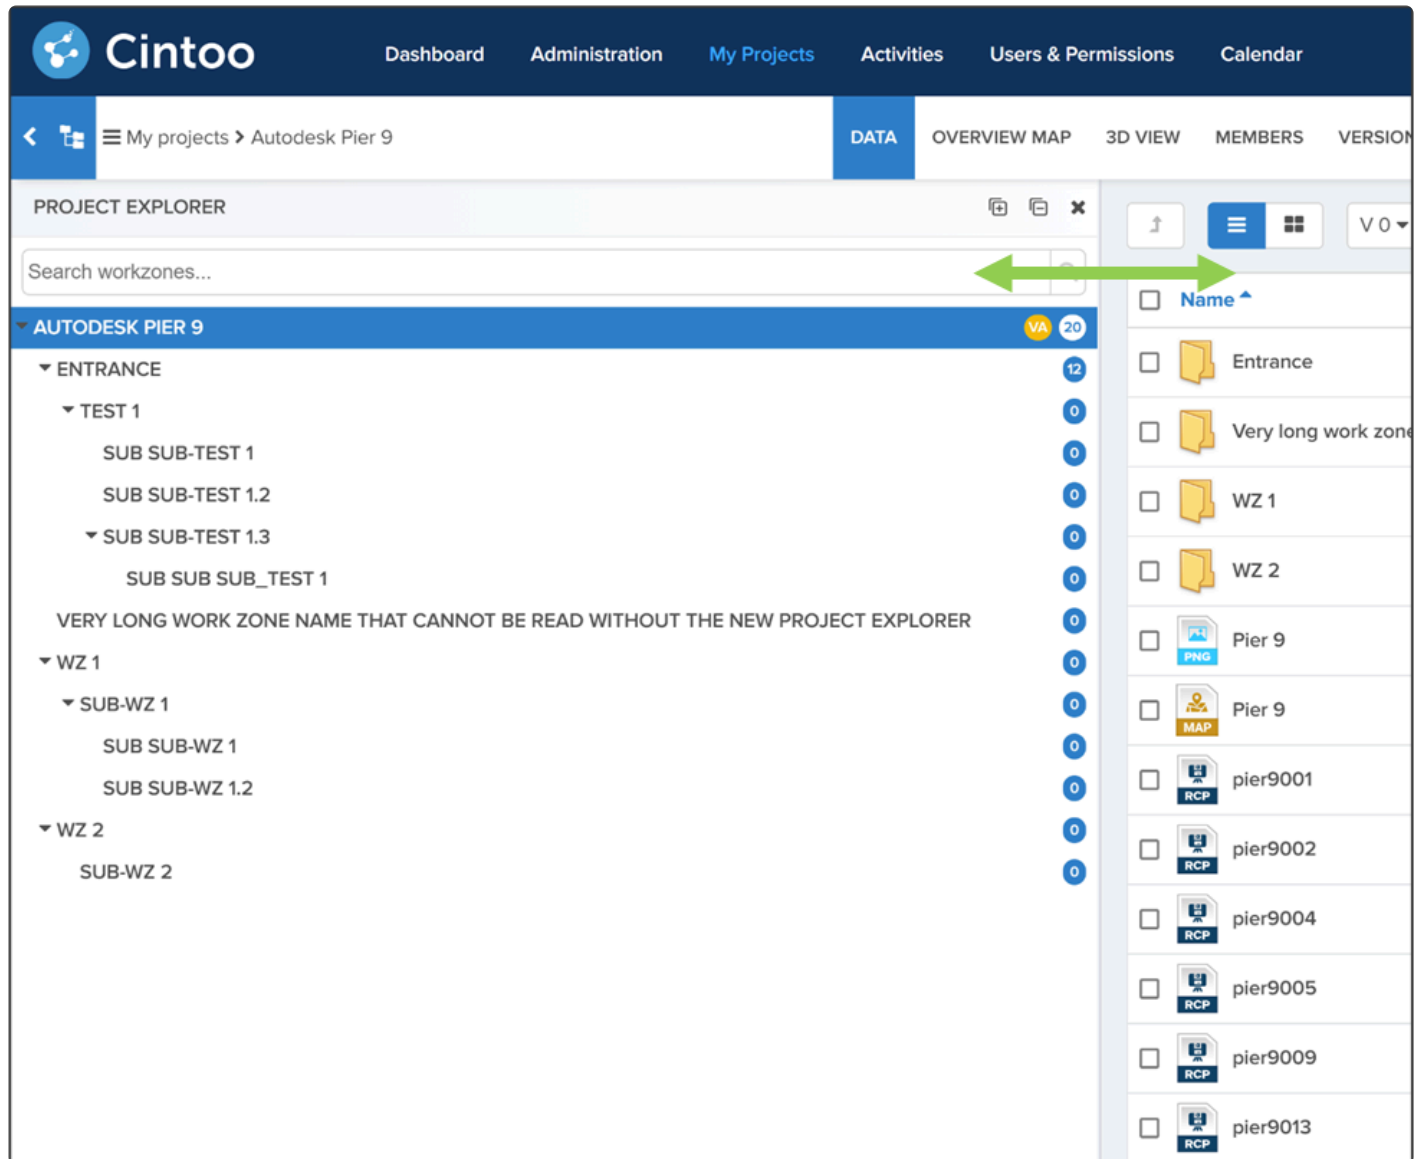 Cintoo
Dashboard Administration My Projects Activities Users & Permissions Calendar
My projects > Autodesk Pier 9
DATA OVERVIEW MAP 3D VIEW MEMBERS VERSION
PROJECT EXPLORER
V 0
Search workzones...
Name
AUTODESK PIER 9 VA 20
ENTRANCE 12
TEST 1 0
SUB SUB-TEST 1 0
SUB SUB-TEST 1.2 0
SUB SUB-TEST 1.3 0
SUB SUB SUB_TEST 1 0
VERY LONG WORK ZONE NAME THAT CANNOT BE READ WITHOUT THE NEW PROJECT EXPLORER 0
WZ 1 0
SUB-WZ 1 0
SUB SUB-WZ 1 0
SUB SUB-WZ 1.2 0
WZ 2 0
SUB-WZ 2 0
Entrance
Very long work zone
WZ 1
WZ 2
PNG Pier 9
MAP Pier 9
RCP pier9001
RCP pier9002
RCP pier9004
RCP pier9005
RCP pier9009
RCP pier9013